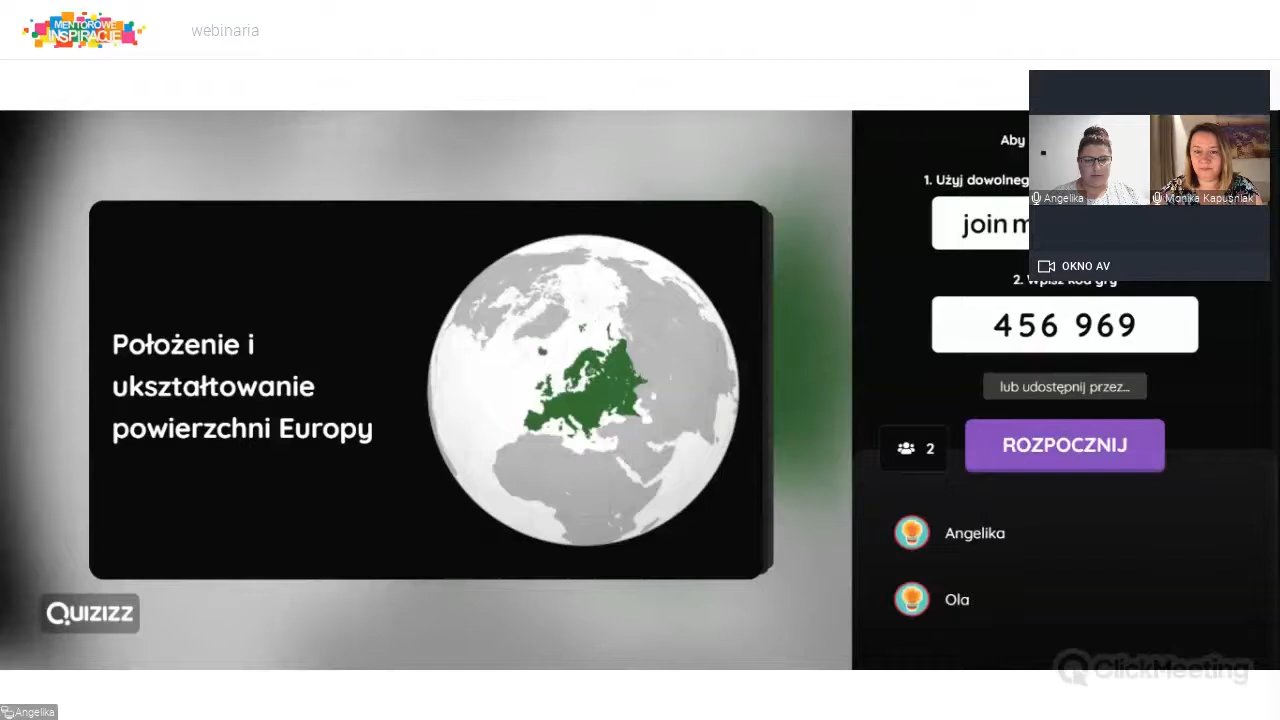 MENTOROWE
INSPIRACJE
webinaria
Aby
1. Użyj dowolneg
join m
Angelika
Monika Kapuśniak
OKNO AV
2. Wpisz kod gry
456 969
lub udostępnij przez...
2
ROZPOCZNIJ
Angelika
Ola
Położenie i
ukształtowanie
powierzchni Europy
QUIZIZZ
ClickMeeting
Angelika